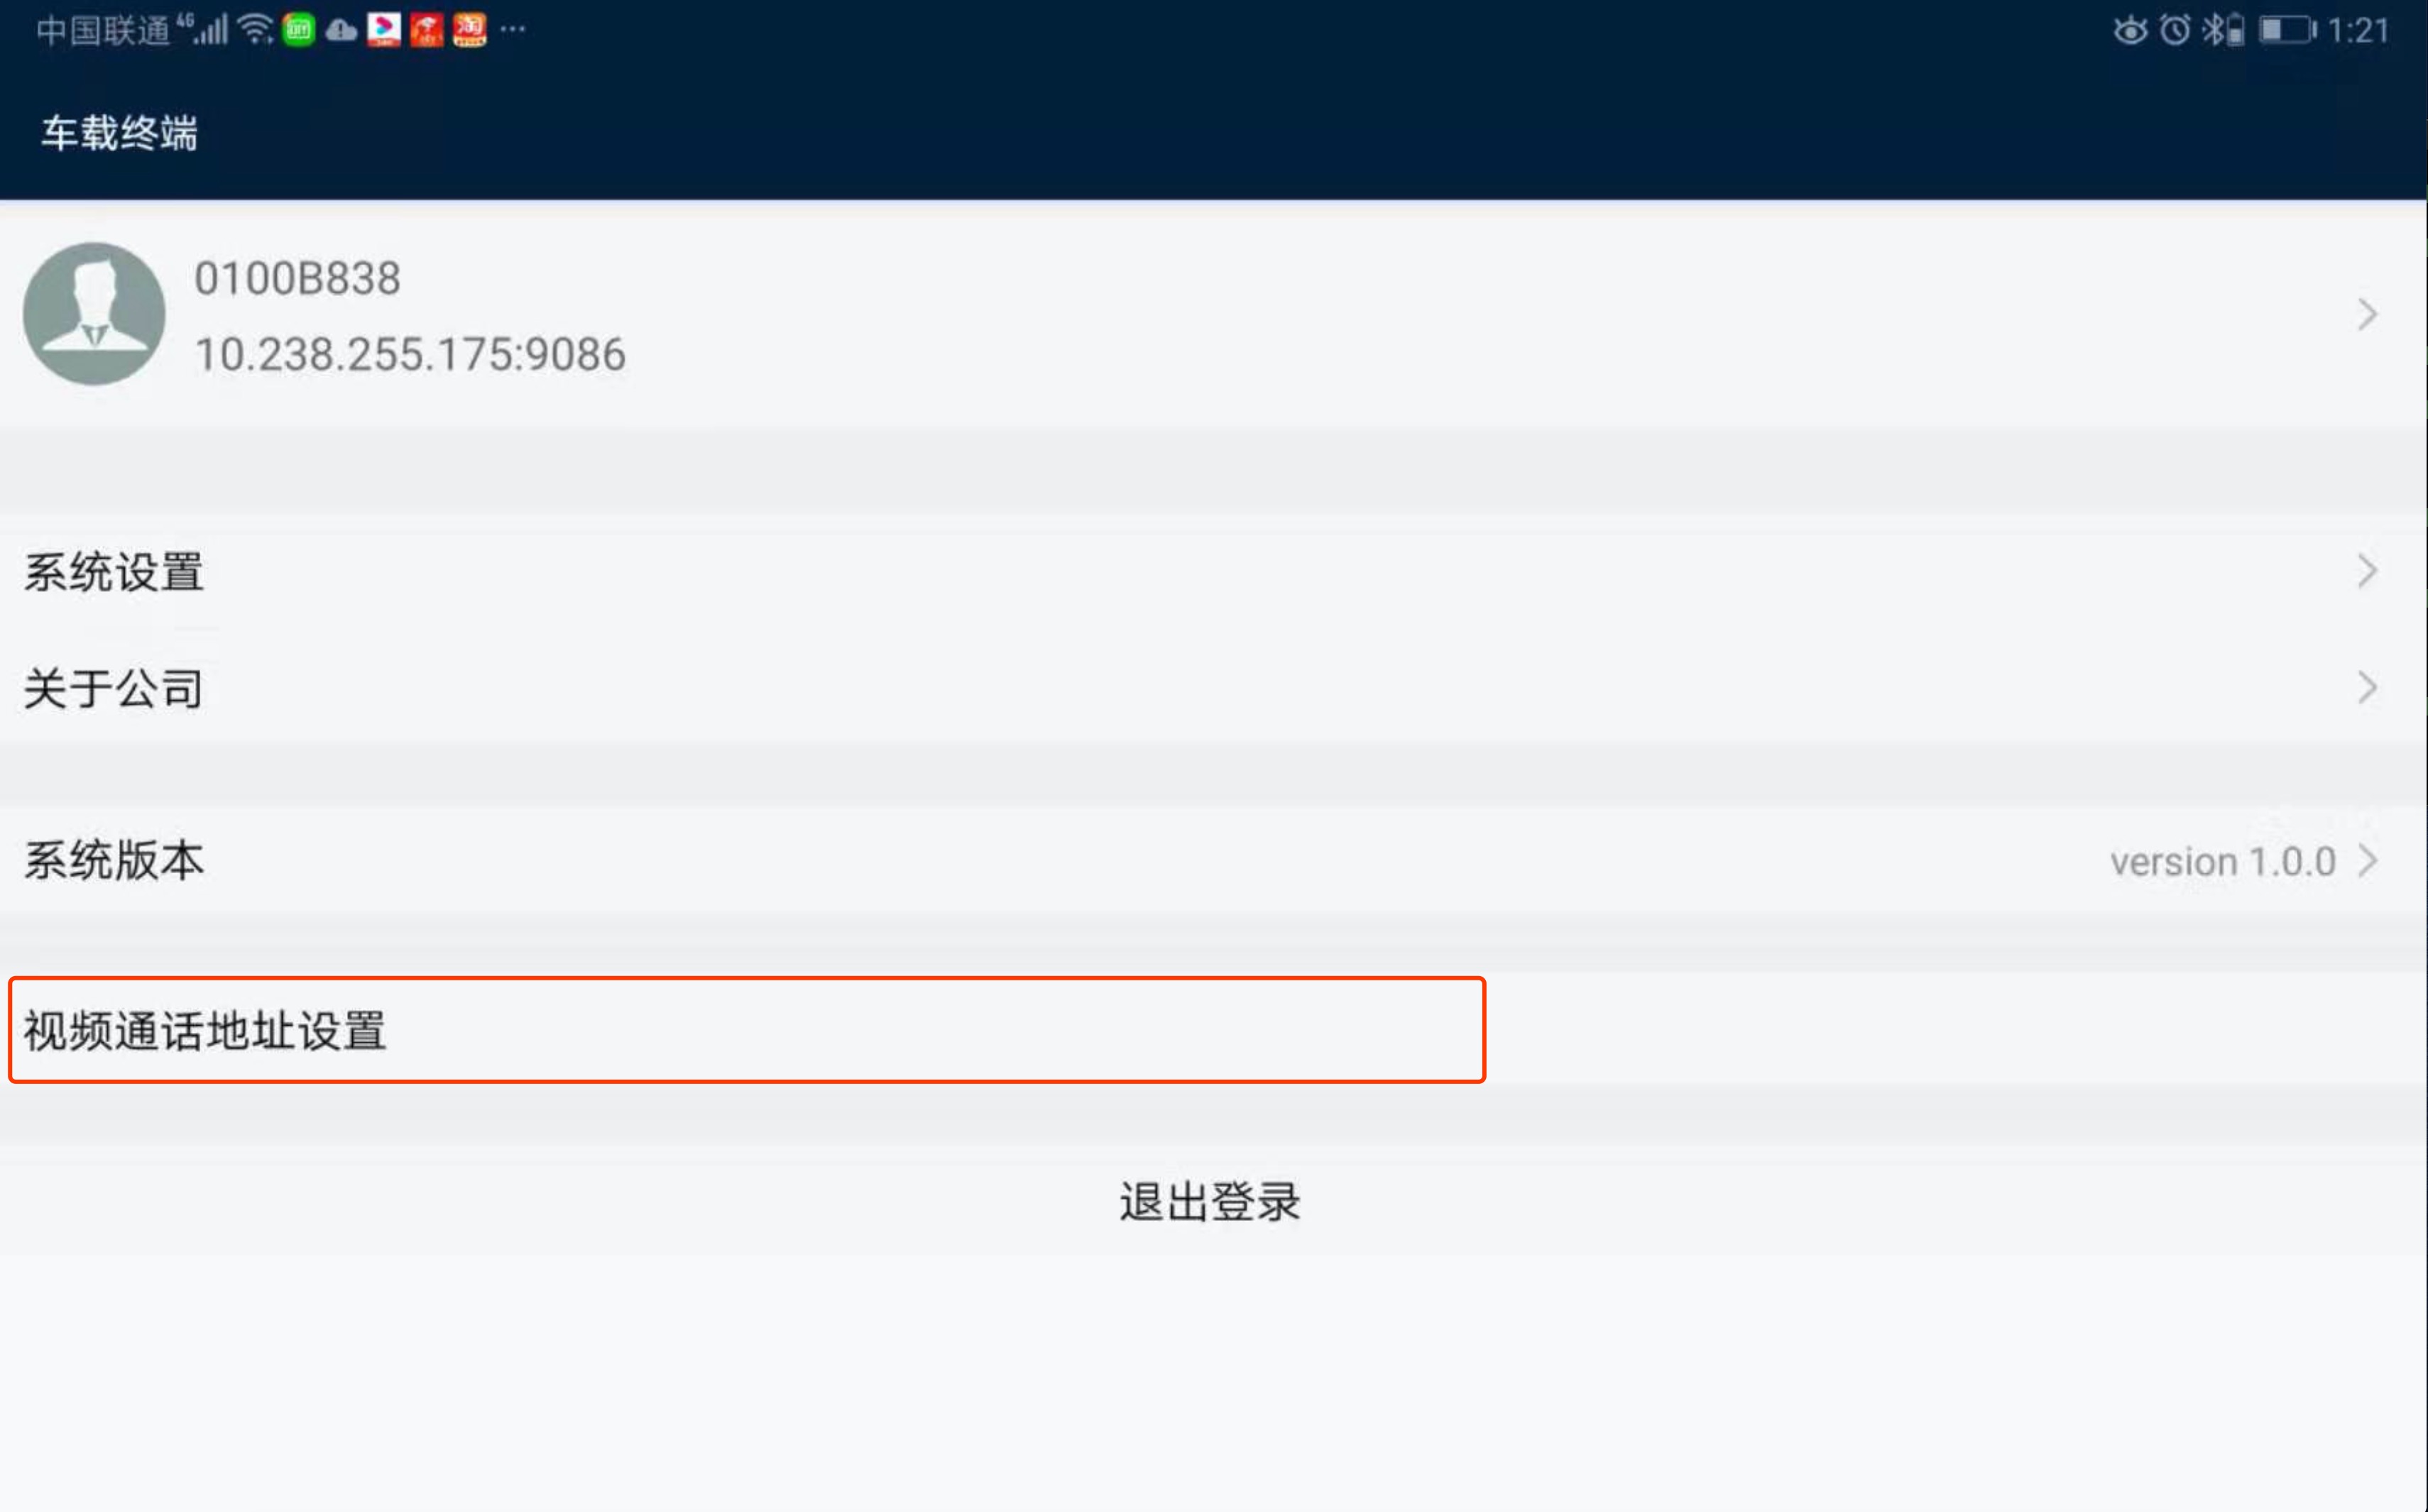 中国联通 4G 1:21
车载终端
0100B838
10.238.255.175:9086
系统设置
关于公司
系统版本 version 1.0.0
视频通话地址设置
退出登录